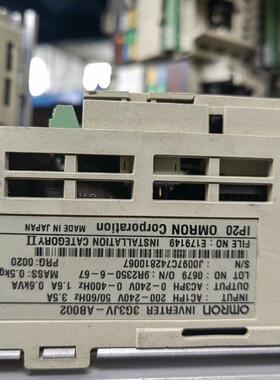 OMRON INVERTER 3G3JV-AB002
INPUT : AC1PH 200-240V 50/60Hz 3.5A
OUTPUT : AC3PH 0-240V 0-400Hz 1.6A 0.6kVA
LOT NO : 0679 : 9R2350-6-67 MASS: 0.5kg
S/N : J0097C742810067 PRG: 0020
FILE NO : E179149 INSTALLATION CATEGORY II
IP20 OMRON Corporation MADE IN JAPAN